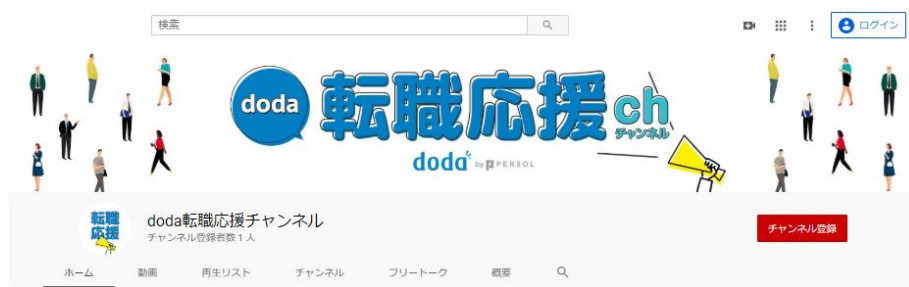 検索
ログイン
doda 転職応援ch
チャンネル
doda by PERSOL
転職
応援
doda転職応援チャンネル
チャンネル登録者数 1 人
チャンネル登録
ホーム 動画 再生リスト チャンネル フリートーク 概要